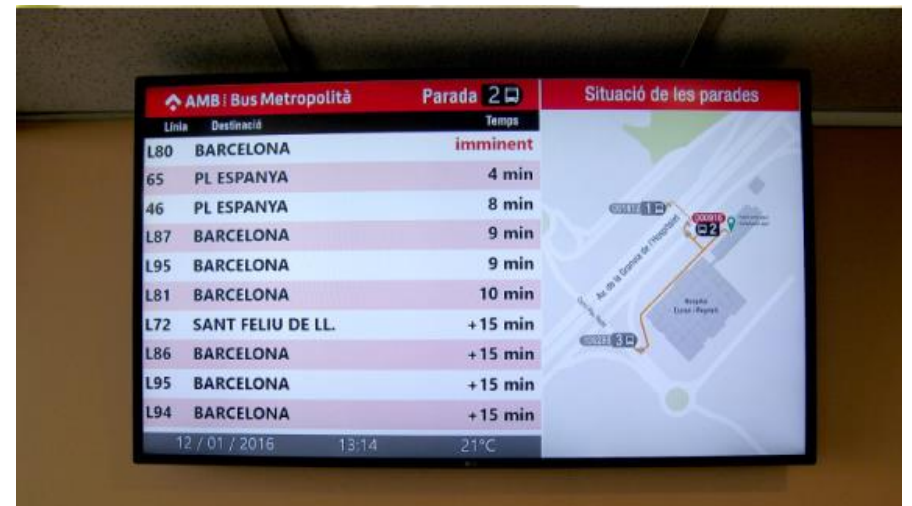 AMB Bus Metropolità Parada 2
Línia Destinació Temps
L80 BARCELONA imminent
65 PL ESPANYA 4 min
46 PL ESPANYA 8 min
L87 BARCELONA 9 min
L95 BARCELONA 9 min
L81 BARCELONA 10 min
L72 SANT FELIU DE LL. +15 min
L86 BARCELONA +15 min
L95 BARCELONA +15 min
L94 BARCELONA +15 min
12 / 01 / 2016 13:14 21°C
Situació de les parades
1
000916
2
Av. de la Granvia de l'Hospitalet
3